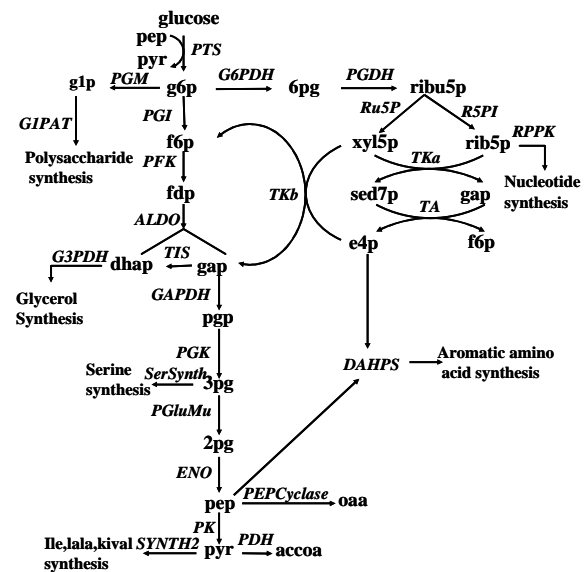 glucose
pep
pyr
PTS
g1p PGM g6p G6PDH 6pg PGDH ribu5p
G1PAT
PGI
Ru5P
R5PI
f6p
xyl5p
rib5p
RPPK
Polysaccharide
synthesis
PFK
TKa
Nucleotide
synthesis
fdp
TKb
sed7p
gap
ALDO
TA
e4p
f6p
G3PDH dhap TIS gap
Glycerol
Synthesis
GAPDH
pgp
PGK
DAHPS
Aromatic amino
acid synthesis
Serine
synthesis
SerSynth
3pg
PGluMu
2pg
ENO
pep PEPCyclase oaa
PK
Ile,lala,kival
synthesis
SYNTH2
pyr PDH accoa